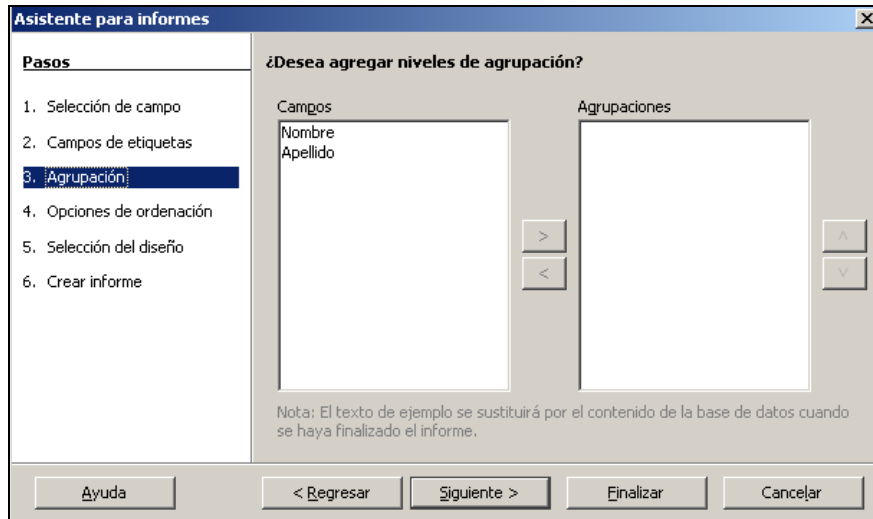 Asistente para informes
Pasos
1. Selección de campo
2. Campos de etiquetas
3. Agrupación
4. Opciones de ordenación
5. Selección del diseño
6. Crear informe
¿Desea agregar niveles de agrupación?
Campos
Nombre
Apellido
Agrupaciones
>
<
^
v
Nota: El texto de ejemplo se sustituirá por el contenido de la base de datos cuando
se haya finalizado el informe.
Ayuda
< Regresar
Siguiente >
Finalizar
Cancelar